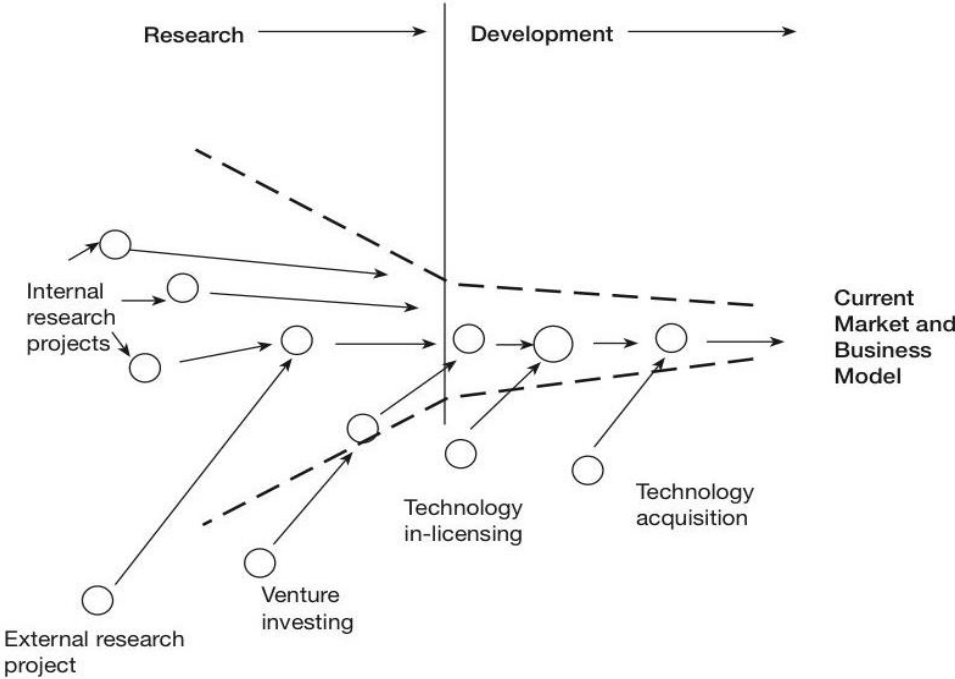 Research
Development
Internal
research
projects
Current
Market and
Business
Model
Technology
in-licensing
Technology
acquisition
Venture
investing
External research
project